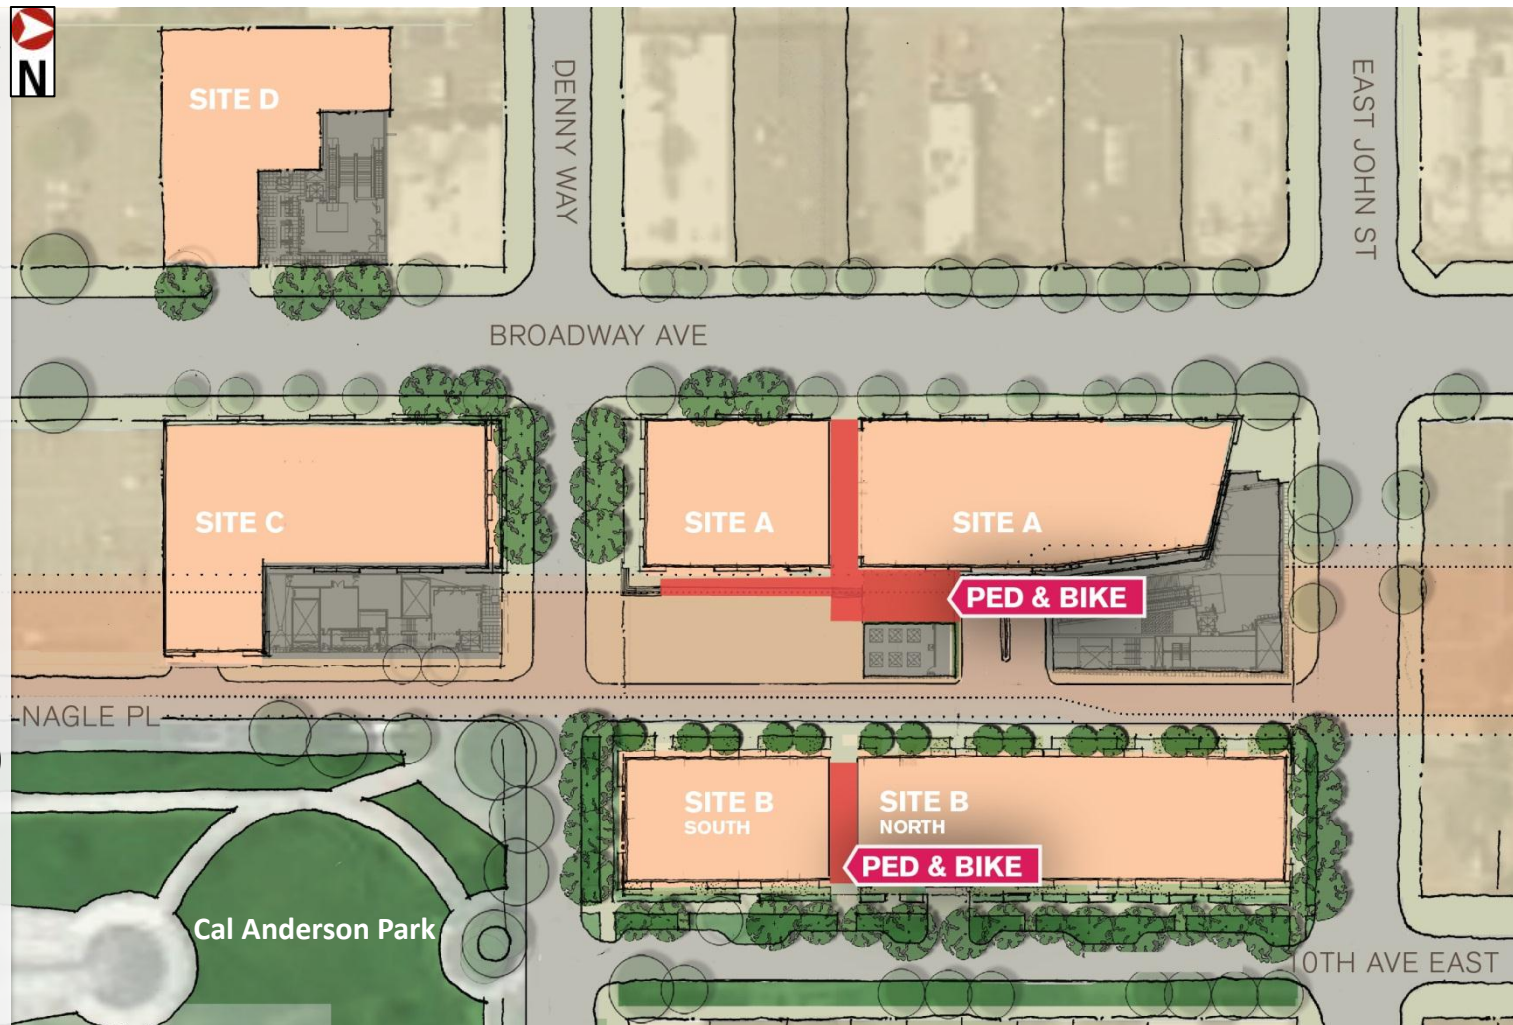 N
SITE D
DENNY WAY
EAST JOHN ST
BROADWAY AVE
SITE C
SITE A
SITE A
PED & BIKE
NAGLE PL
SITE B
SOUTH
SITE B
NORTH
PED & BIKE
Cal Anderson Park
10TH AVE EAST